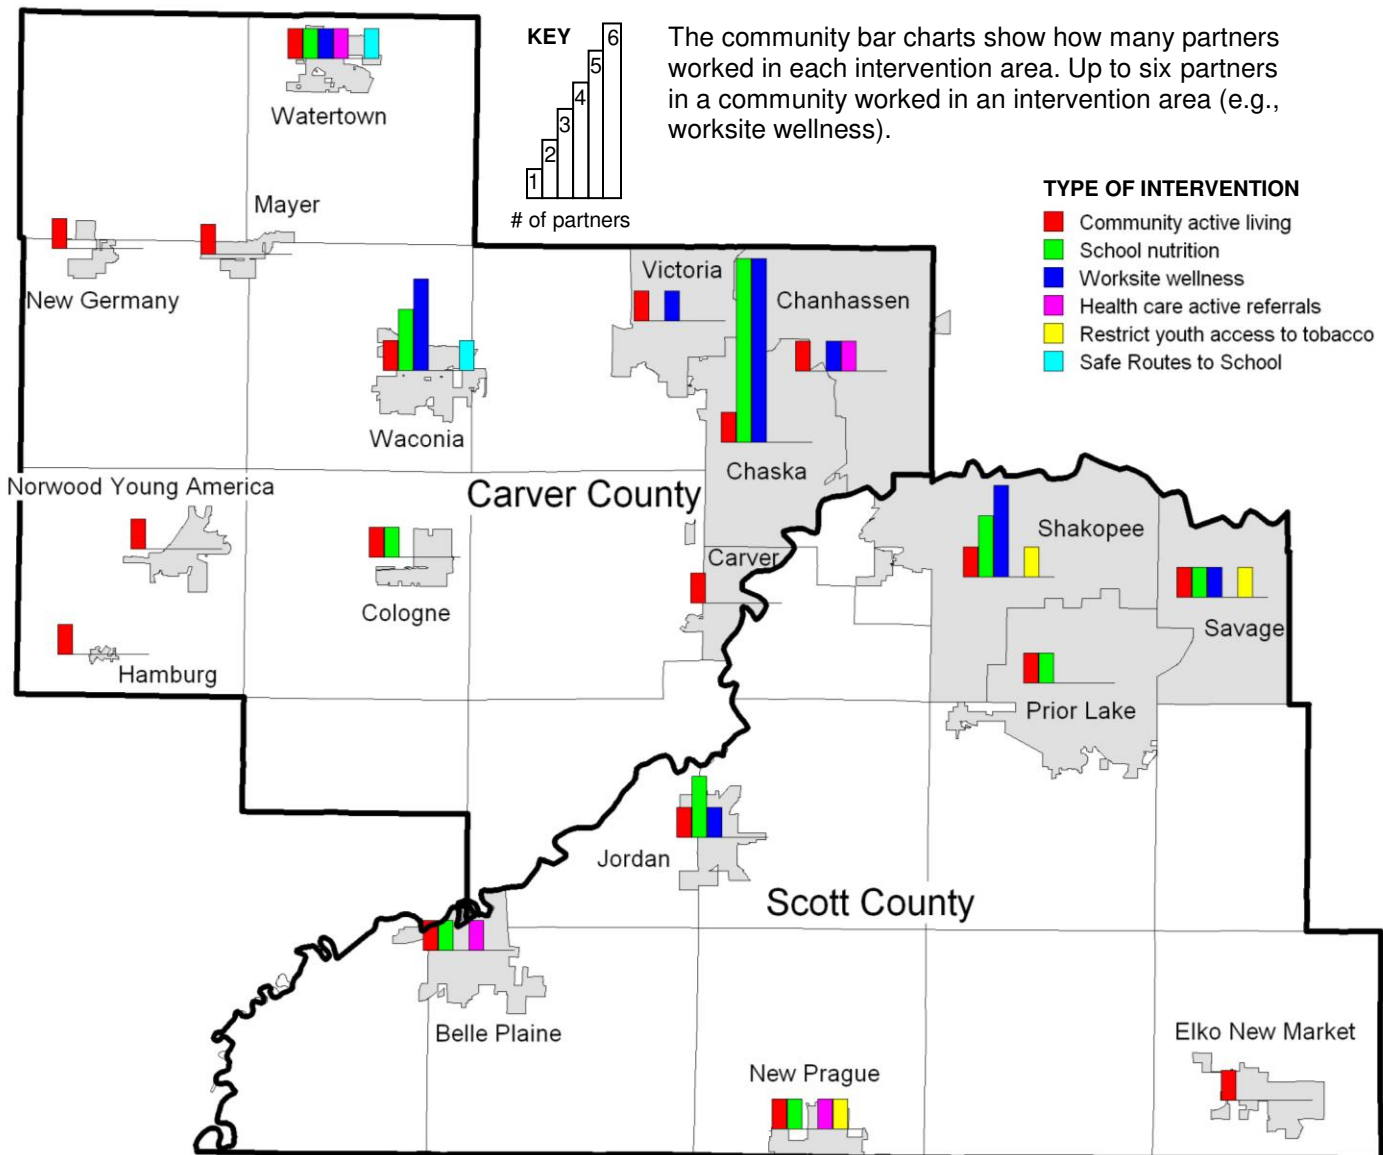 KEY
1
2
3
4
5
6
# of partners
The community bar charts show how many partners
worked in each intervention area. Up to six partners
in a community worked in an intervention area (e.g.,
worksite wellness).
TYPE OF INTERVENTION
Community active living
School nutrition
Worksite wellness
Health care active referrals
Restrict youth access to tobacco
Safe Routes to School
Watertown
Mayer
New Germany
Victoria
Chanhassen
Waconia
Chaska
Norwood Young America
Carver County
Shakopee
Carver
Cologne
Savage
Hamburg
Prior Lake
Jordan
Scott County
Belle Plaine
Elko New Market
New Prague